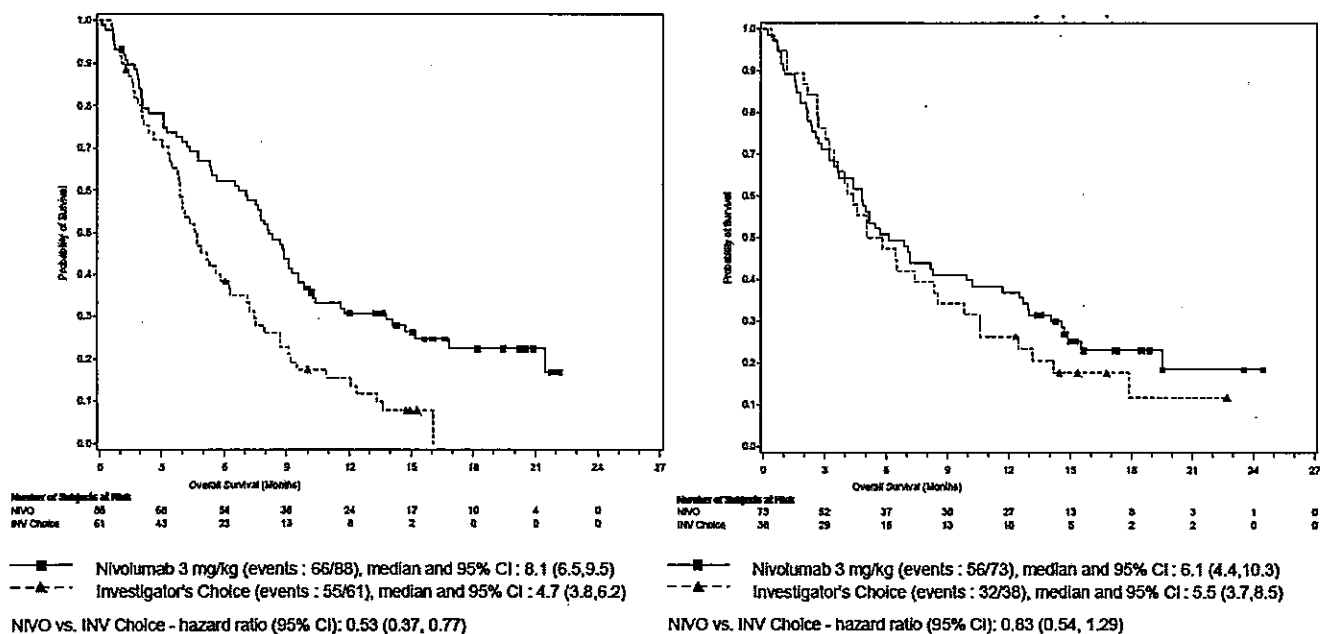 1.0
0.9
0.8
0.7
0.6
0.5
0.4
0.3
0.2
0.1
0.0
Probability of Survival
0 3 6 9 12 15 18 21 24 27
Overall Survival (Months)
Number of Subjects at Risk
NIVO 88 68 54 36 24 17 10 4 0
INV Choice 61 43 23 13 8 2 0 0 0
Nivolumab 3 mg/kg (events : 66/88), median and 95% CI : 8.1 (6.5,9.5)
Investigator's Choice (events : 55/61), median and 95% CI : 4.7 (3.8,6.2)
NIVO vs. INV Choice - hazard ratio (95% CI): 0.53 (0.37, 0.77)
1.0
0.9
0.8
0.7
0.6
0.5
0.4
0.3
0.2
0.1
0.0
Probability of Survival
0 3 6 9 12 15 18 21 24 27
Overall Survival (Months)
Number of Subjects at Risk
NIVO 73 52 37 30 27 13 8 3 1 0
INV Choice 38 29 18 13 10 5 2 2 0 0
Nivolumab 3 mg/kg (events : 56/73), median and 95% CI : 6.1 (4.4,10.3)
Investigator's Choice (events : 32/38), median and 95% CI : 5.5 (3.7,8.5)
NIVO vs. INV Choice - hazard ratio (95% CI): 0.83 (0.54, 1.29)